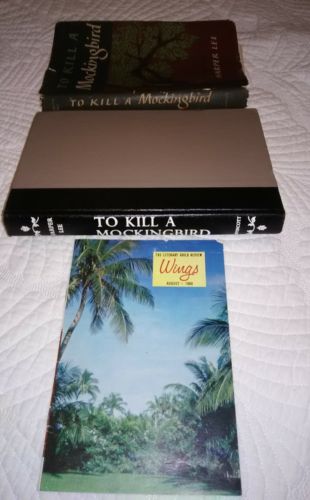 TO KILL A
Mockingbird
HARPER LEE
TO KILL A Mockingbird
HARPER
LEE
TO KILL A
MOCKINGBIRD
THE LITERARY GUILD REVIEW
Wings
AUGUST • 1960